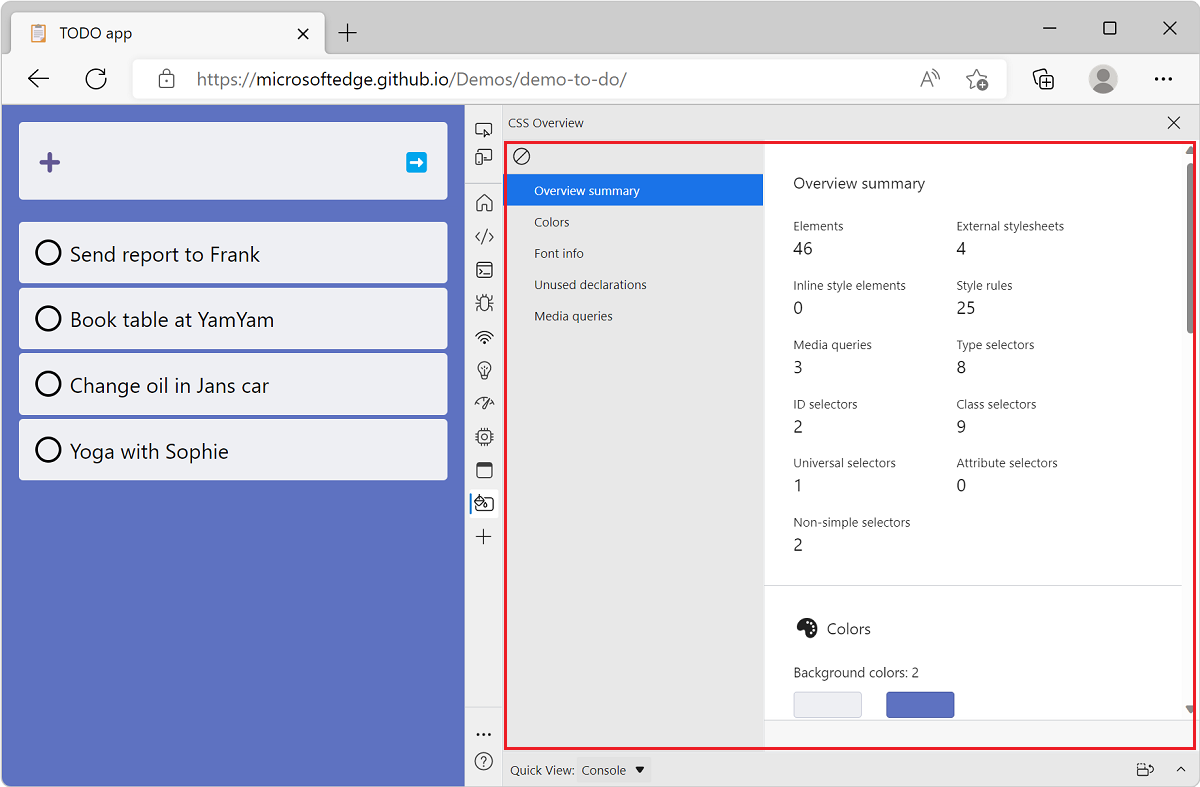 TODO app
https://microsoftedge.github.io/Demos/demo-to-do/
Send report to Frank
Book table at YamYam
Change oil in Jans car
Yoga with Sophie
CSS Overview
Overview summary
Colors
Font info
Unused declarations
Media queries
Overview summary
Elements External stylesheets
46 4
Inline style elements Style rules
0 25
Media queries Type selectors
3 8
ID selectors Class selectors
2 9
Universal selectors Attribute selectors
1 0
Non-simple selectors
2
Colors
Background colors: 2
Quick View: Console